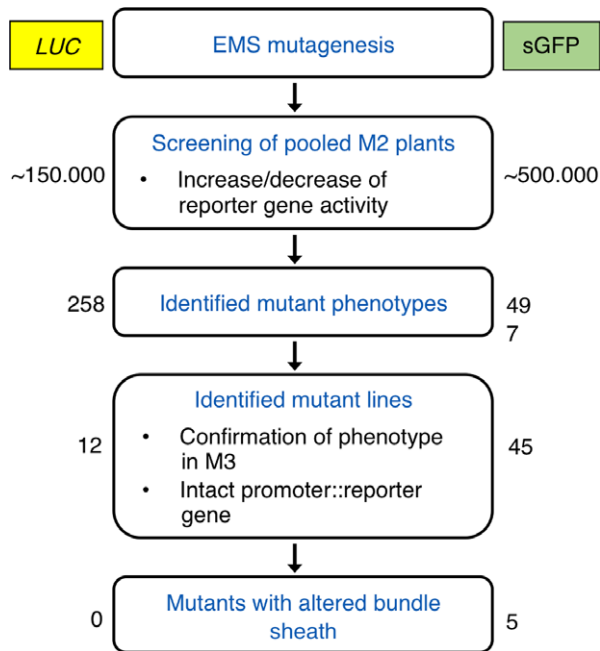 LUC
EMS mutagenesis
sGFP
Screening of pooled M2 plants
~150.000
• Increase/decrease of
reporter gene activity
~500.000
258
Identified mutant phenotypes
49
7
Identified mutant lines
12
• Confirmation of phenotype
in M3
45
• Intact promoter::reporter
gene
0
Mutants with altered bundle
sheath
5